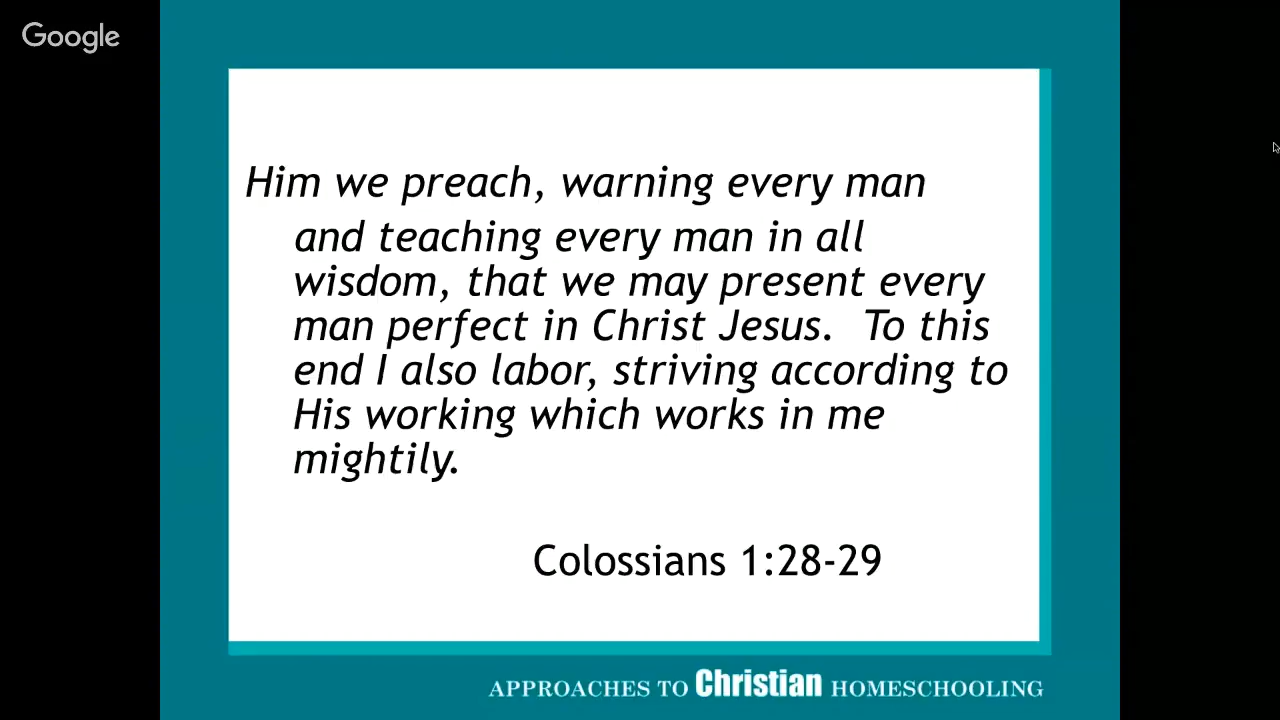 Google
Him we preach, warning every man
and teaching every man in all
wisdom, that we may present every
man perfect in Christ Jesus.  To this
end I also labor, striving according to
His working which works in me
mightily.
Colossians 1:28-29
APPROACHES TO Christian HOMESCHOOLING